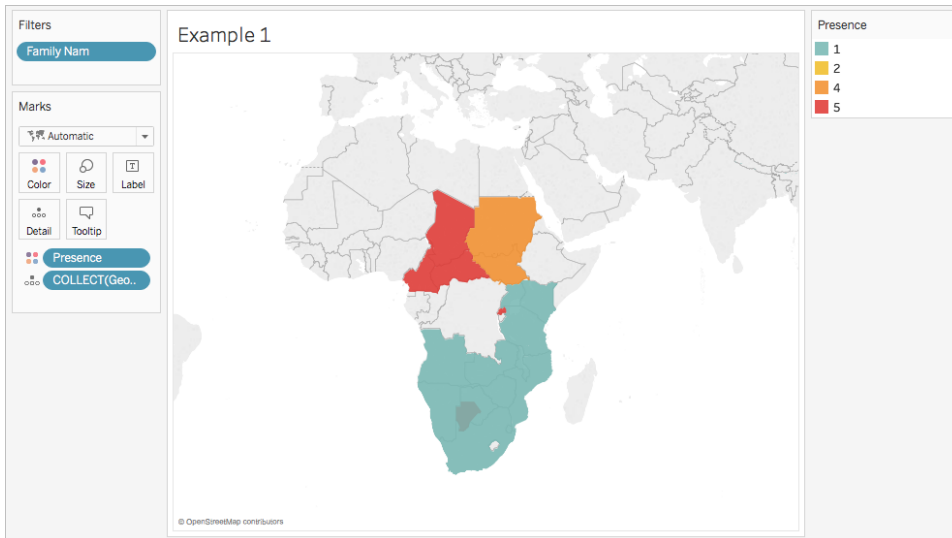 Filters
Family Nam
Marks
Automatic
Color
Size
T
Label
Detail
Tooltip
Presence
COLLECT(Geo..
Example 1
© OpenStreetMap contributors
Presence
1
2
4
5